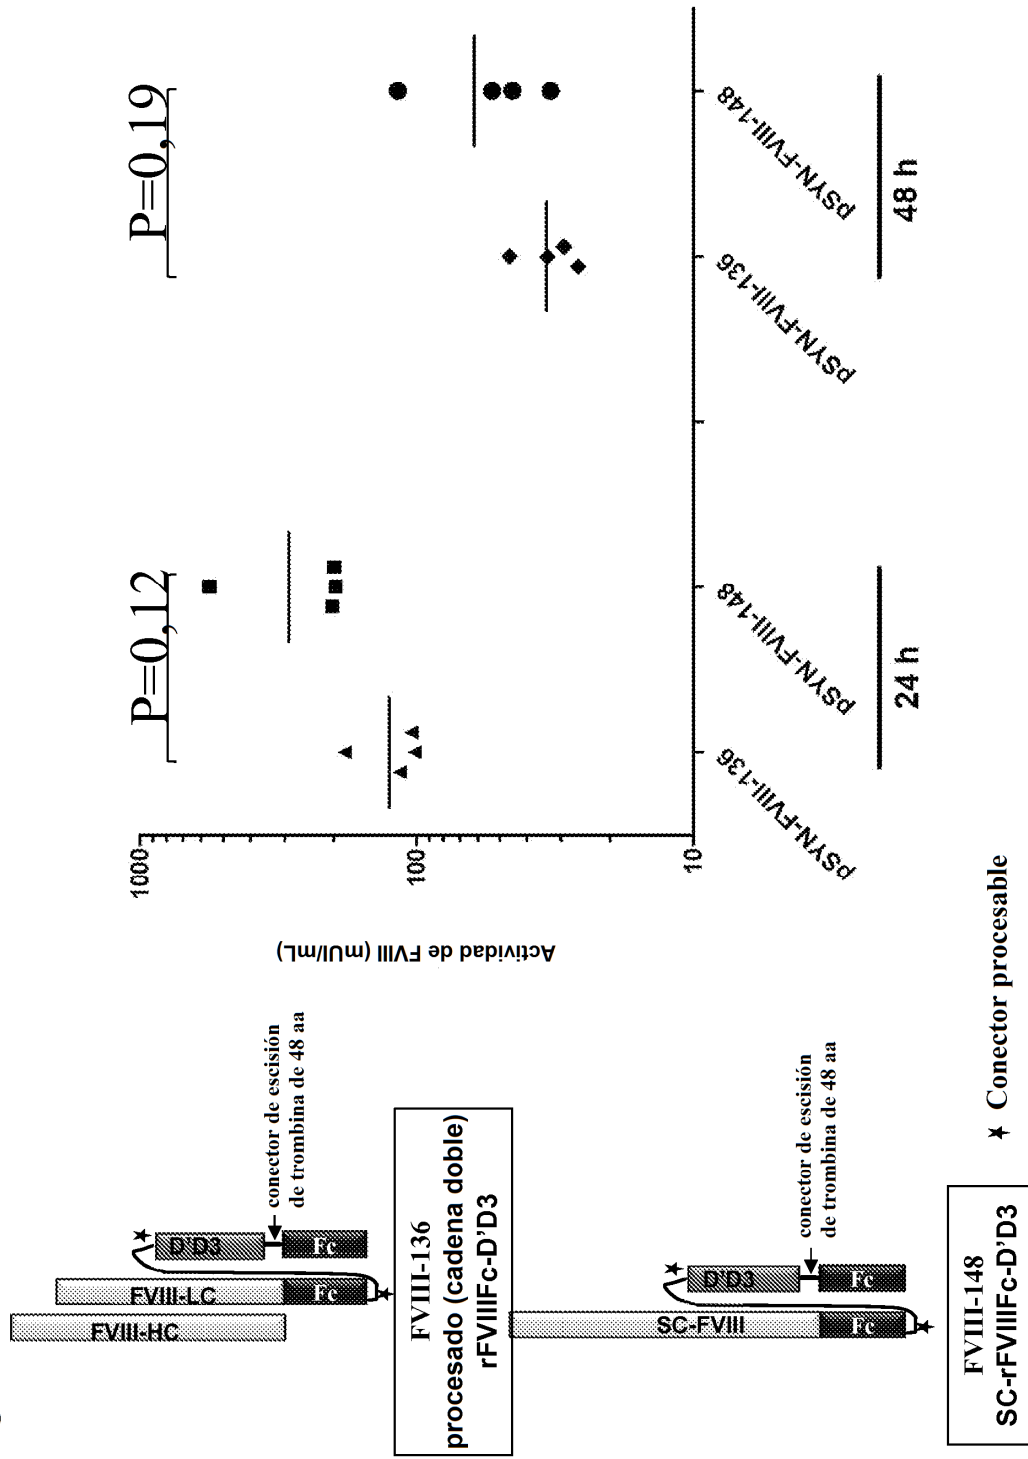 FVIII-HC
FVIII-LC
Fc
D'D3
Fc
conector de escisión
de trombina de 48 aa
FVIII-136
procesado (cadena doble)
rFVIIIFc-D'D3
SC-FVIII
Fc
D'D3
Fc
conector de escisión
de trombina de 48 aa
FVIII-148
SC-rFVIIIFc-D'D3
Conector procesable
Actividad de FVIII (mUI/mL)
1000
100
10
P=0,12
P=0,19
pSYN-FVIII-136
pSYN-FVIII-148
pSYN-FVIII-136
pSYN-FVIII-148
24 h
48 h